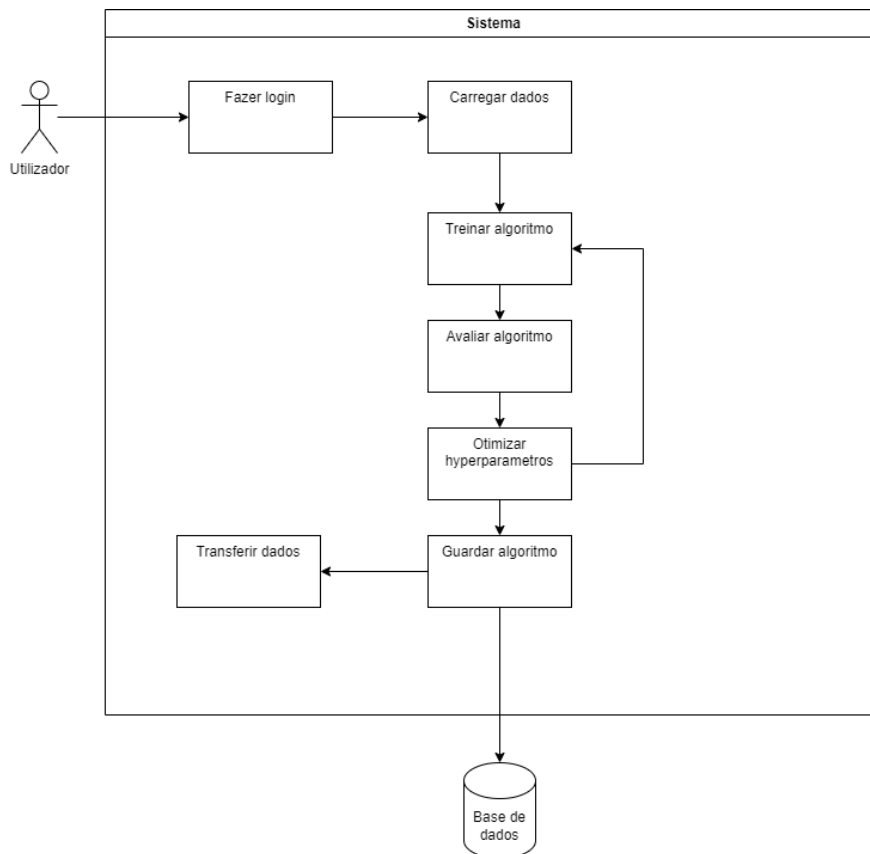 Sistema
Fazer login
Carregar dados
Utilizador
Treinar algoritmo
Avaliar algoritmo
Otimizar
hyperparametros
Transferir dados
Guardar algoritmo
Base de
dados